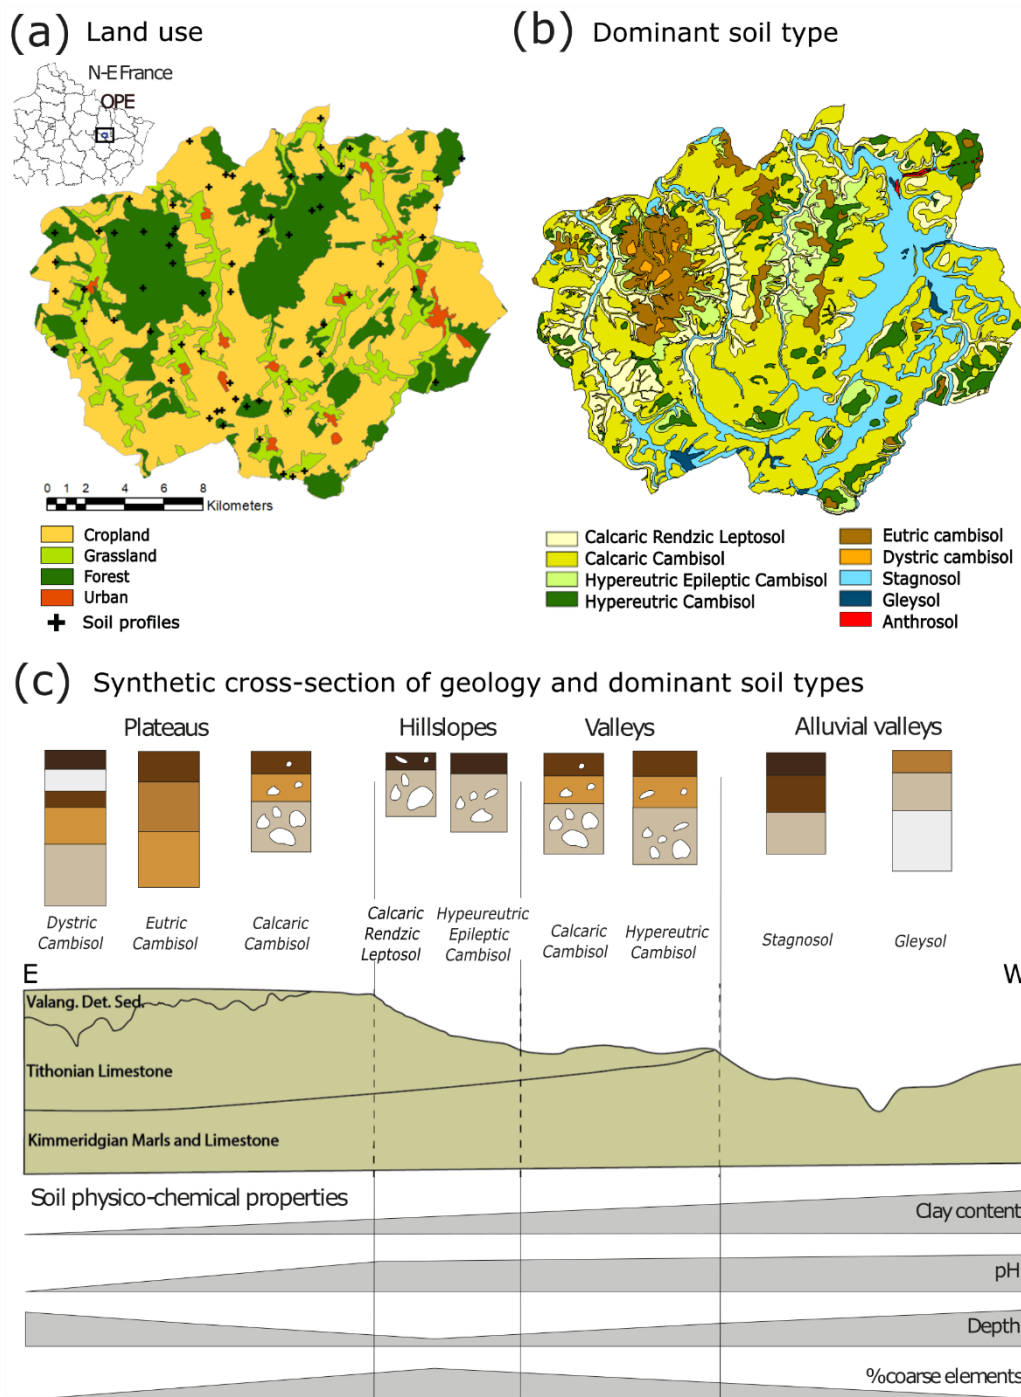 (a) Land use
N-E France
OPE
0 1 2 4 6 8
Kilometers
Cropland
Grassland
Forest
Urban
Soil profiles
(b) Dominant soil type
Calcaric Rendzic Leptosol
Calcaric Cambisol
Hypereutric Epileptic Cambisol
Hypereutric Cambisol
Eutric cambisol
Dystric cambisol
Stagnosol
Gleysol
Anthrosol
(c) Synthetic cross-section of geology and dominant soil types
Plateaus Hillslopes Valleys Alluvial valleys
Dystric
Cambisol
Eutric
Cambisol
Calcaric
Cambisol
Calcaric
Rendzic
Leptosol
Hypeureutric
Epileptic
Cambisol
Calcaric
Cambisol
Hypereutric
Cambisol
Stagnosol
Gleysol
E W
Valang. Det. Sed.
Tithonian Limestone
Kimmeridgian Marls and Limestone
Soil physico-chemical properties
Clay content
pH
Depth
%coarse elements